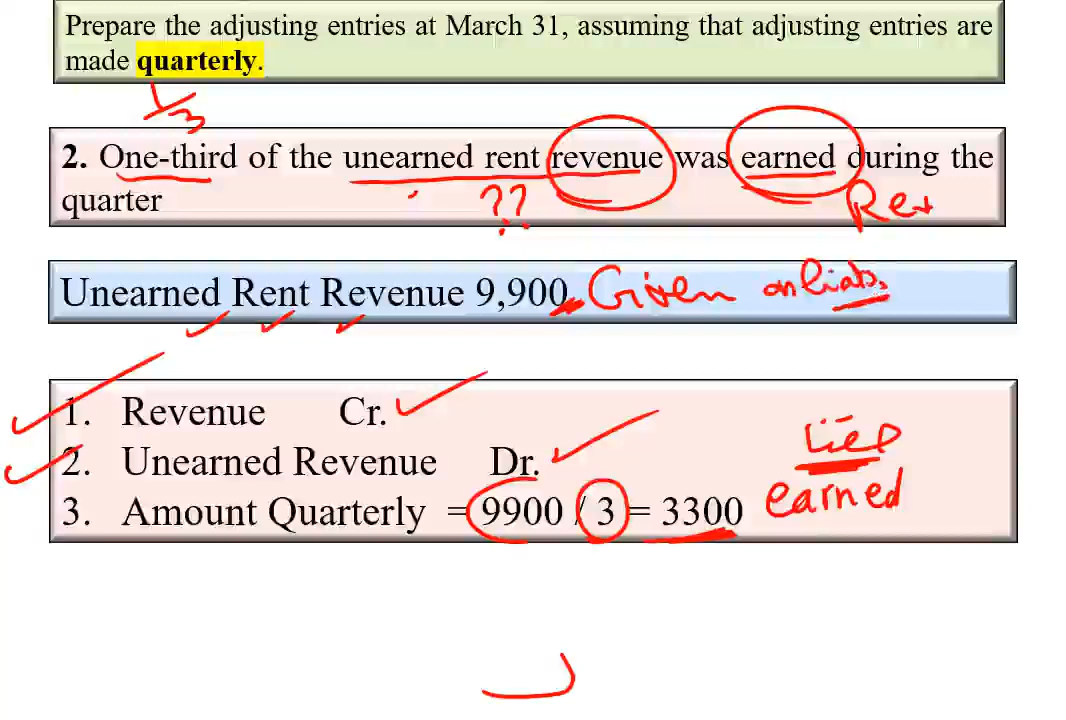 Prepare the adjusting entries at March 31, assuming that adjusting entries are
made quarterly.
1/3
2. One-third of the unearned rent revenue was earned during the
quarter
?? Rev
Unearned Rent Revenue 9,900 Given
1. Revenue Cr.
2. Unearned Revenue Dr.
3. Amount Quarterly = 9900 / 3 = 3300
earned